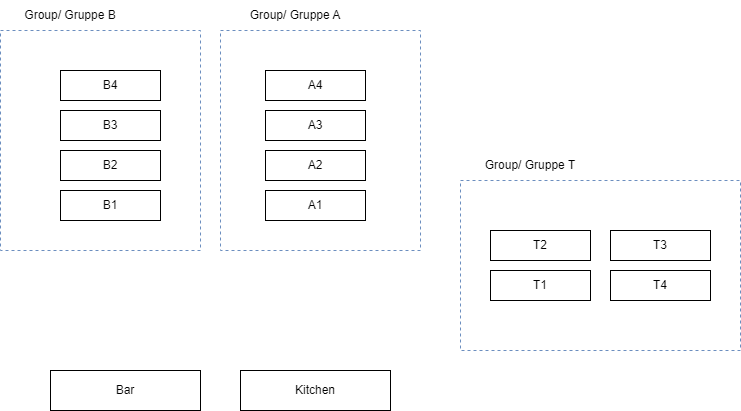 Group/ Gruppe B
B4
B3
B2
B1
Group/ Gruppe A
A4
A3
A2
A1
Group/ Gruppe T
T2
T3
T1
T4
Bar
Kitchen